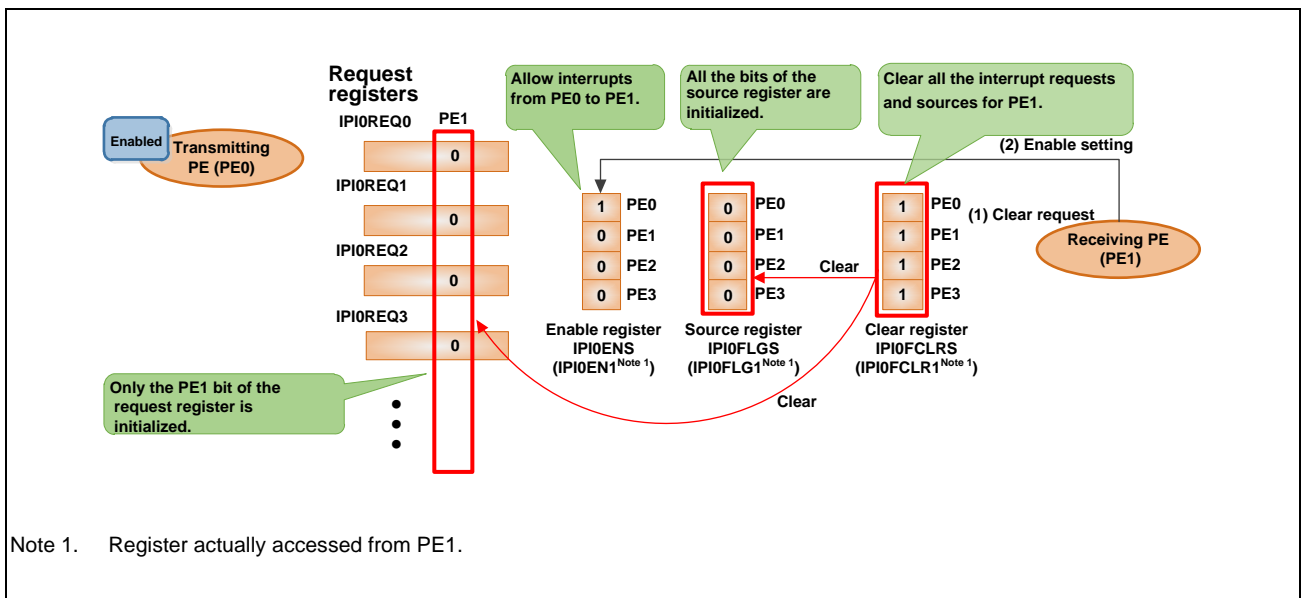 Request
registers
IPI0REQ0 PE1
0
IPI0REQ1
0
IPI0REQ2
0
IPI0REQ3
0
Enabled
Transmitting
PE (PE0)
Allow interrupts
from PE0 to PE1.
All the bits of the
source register are
initialized.
Clear all the interrupt requests
and sources for PE1.
(2) Enable setting
1 PE0
0 PE1
0 PE2
0 PE3
Enable register
IPI0ENS
(IPI0EN1Note 1)
0 PE0
0 PE1
0 PE2
0 PE3
Source register
IPI0FLGS
(IPI0FLG1Note 1)
Clear
1 PE0
1 PE1
1 PE2
1 PE3
Clear register
IPI0FCLRS
(IPI0FCLR1Note 1)
(1) Clear request
Receiving PE
(PE1)
Clear
Only the PE1 bit of the
request register is
initialized.
Note 1. Register actually accessed from PE1.